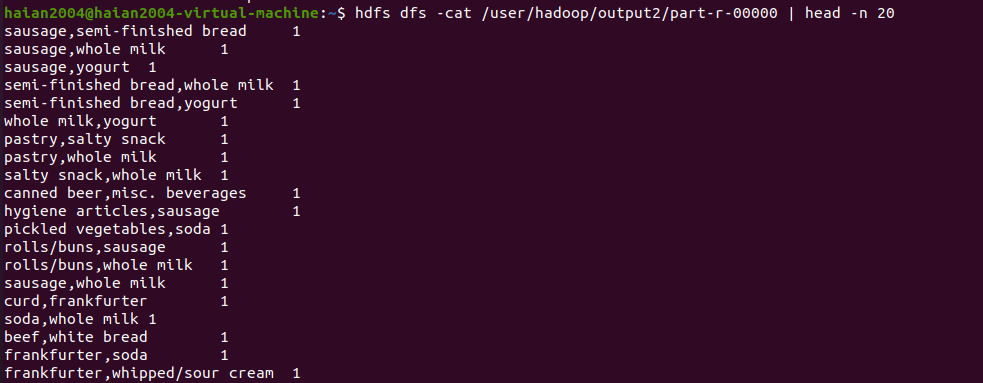 haian2004@haian2004-virtual-machine:~$ hdfs dfs -cat /user/hadoop/output2/part-r-00000 | head -n 20
sausage,semi-finished bread	1
sausage,whole milk	1
sausage,yogurt	1
semi-finished bread,whole milk	1
semi-finished bread,yogurt	1
whole milk,yogurt	1
pastry,salty snack	1
pastry,whole milk	1
salty snack,whole milk	1
canned beer,misc. beverages	1
hygiene articles,sausage	1
pickled vegetables,soda	1
rolls/buns,sausage	1
rolls/buns,whole milk	1
sausage,whole milk	1
curd,frankfurter	1
soda,whole milk	1
beef,white bread	1
frankfurter,soda	1
frankfurter,whipped/sour cream	1